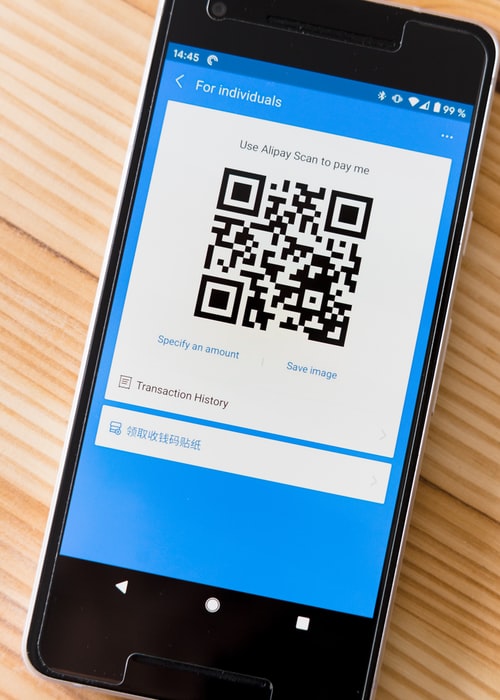 14:45 99 %
For individuals
Use Alipay Scan to pay me
Specify an amount
Save image
Transaction History
领取收钱码贴纸